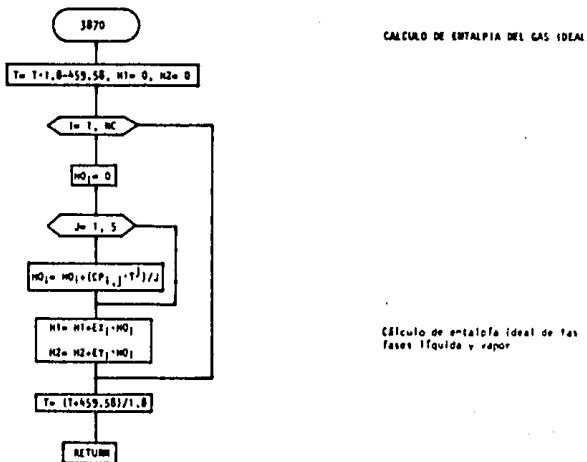 3870
CALCULO DE ENTALPIA DEL GAS IDEAL
T= T·1,8-459,58, H1= 0, H2= 0
I= 1, NC
HO_i= 0
J= 1, 5
HO_i= HO_i+(CP_i,j·T^j)/J
H1= H1+EX_i·HO_i
H2= H2+EY_i·HO_i
Cálculo de entalpía ideal de las
fases líquida y vapor
T= (T+459,58)/1,8
RETURN